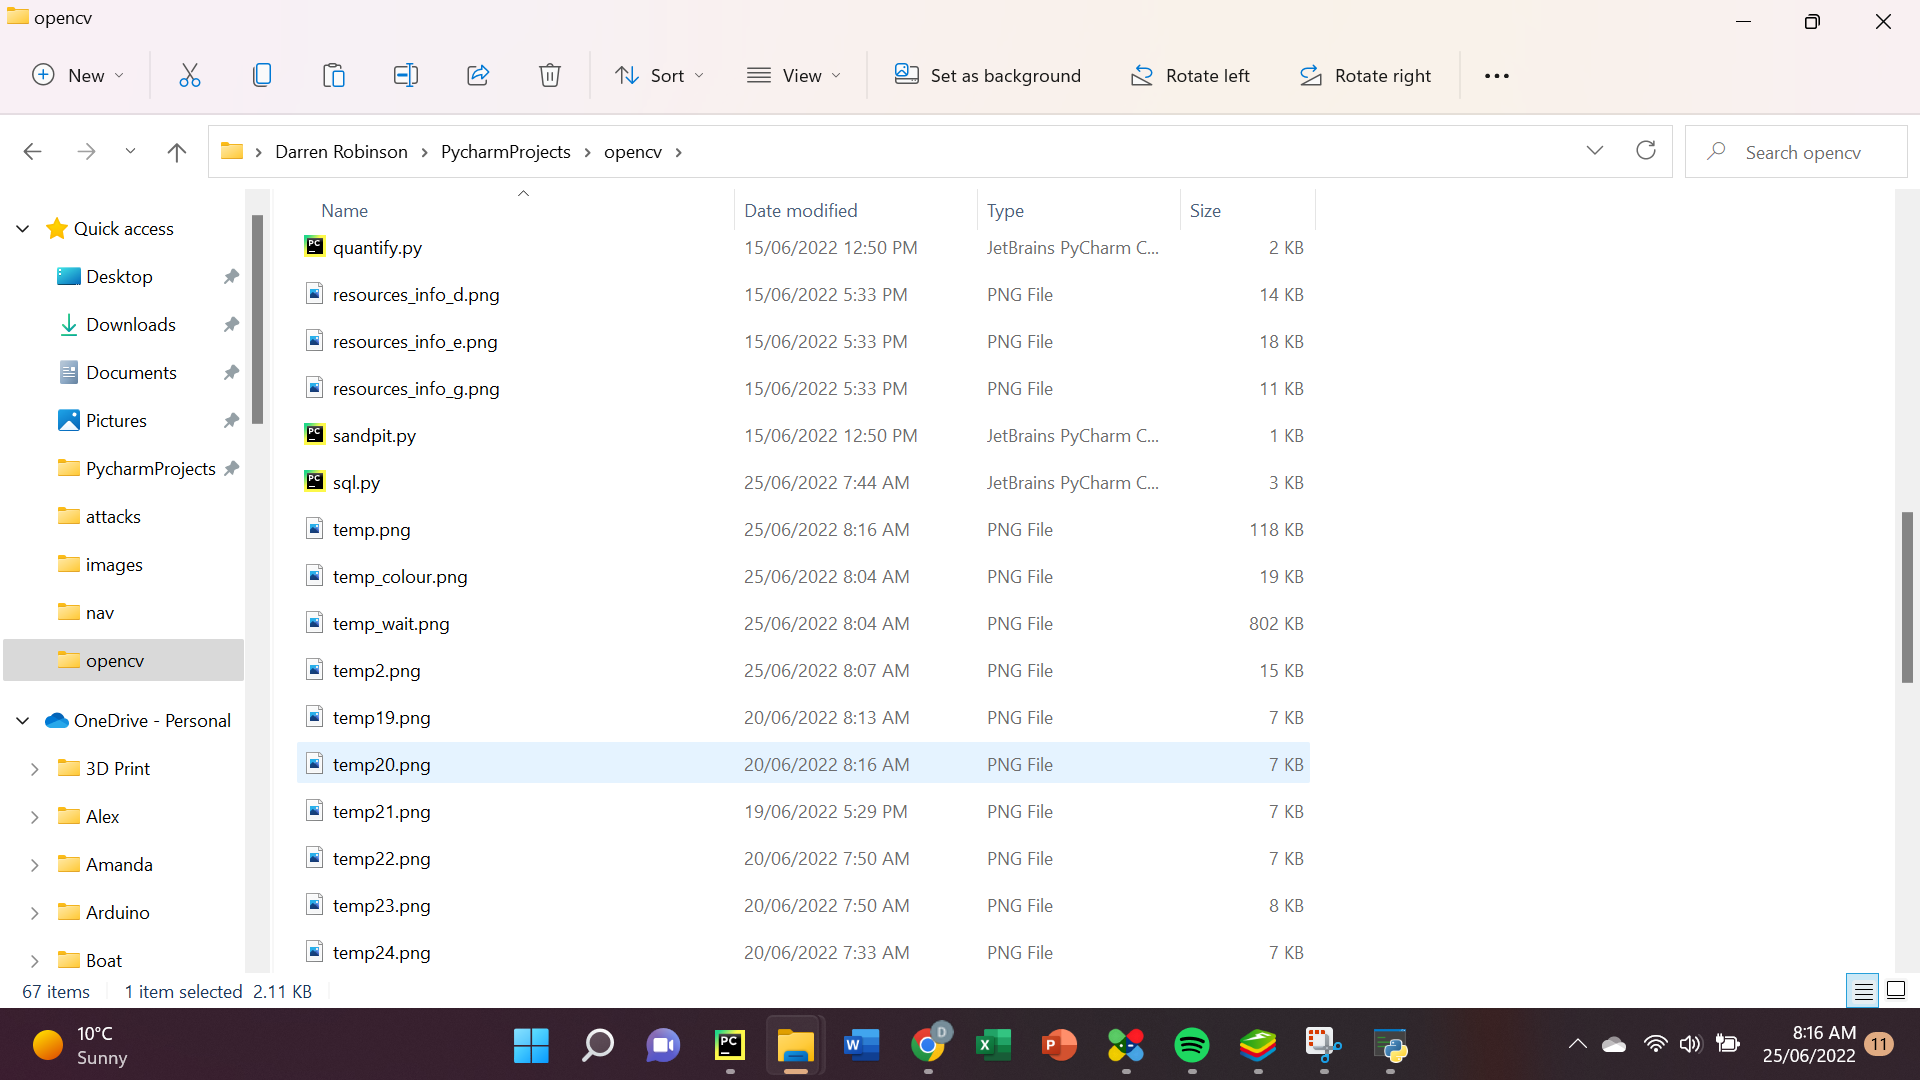 opencv
New Sort View Set as background Rotate left Rotate right
Darren Robinson PycharmProjects opencv Search opencv
Name Date modified Type Size
Quick access
Desktop
Downloads
Documents
Pictures
PycharmProjects
attacks
images
nav
opencv
OneDrive - Personal
3D Print
Alex
Amanda
Arduino
Boat
quantify.py 15/06/2022 12:50 PM JetBrains PyCharm C... 2 KB
resources_info_d.png 15/06/2022 5:33 PM PNG File 14 KB
resources_info_e.png 15/06/2022 5:33 PM PNG File 18 KB
resources_info_g.png 15/06/2022 5:33 PM PNG File 11 KB
sandpit.py 15/06/2022 12:50 PM JetBrains PyCharm C... 1 KB
sql.py 25/06/2022 7:44 AM JetBrains PyCharm C... 3 KB
temp.png 25/06/2022 8:16 AM PNG File 118 KB
temp_colour.png 25/06/2022 8:04 AM PNG File 19 KB
temp_wait.png 25/06/2022 8:04 AM PNG File 802 KB
temp2.png 25/06/2022 8:07 AM PNG File 15 KB
temp19.png 20/06/2022 8:13 AM PNG File 7 KB
temp20.png 20/06/2022 8:16 AM PNG File 7 KB
temp21.png 19/06/2022 5:29 PM PNG File 7 KB
temp22.png 20/06/2022 7:50 AM PNG File 7 KB
temp23.png 20/06/2022 7:50 AM PNG File 8 KB
temp24.png 20/06/2022 7:33 AM PNG File 7 KB
67 items 1 item selected 2.11 KB
10°C
Sunny
PC
W
D
X
P
8:16 AM
25/06/2022
11